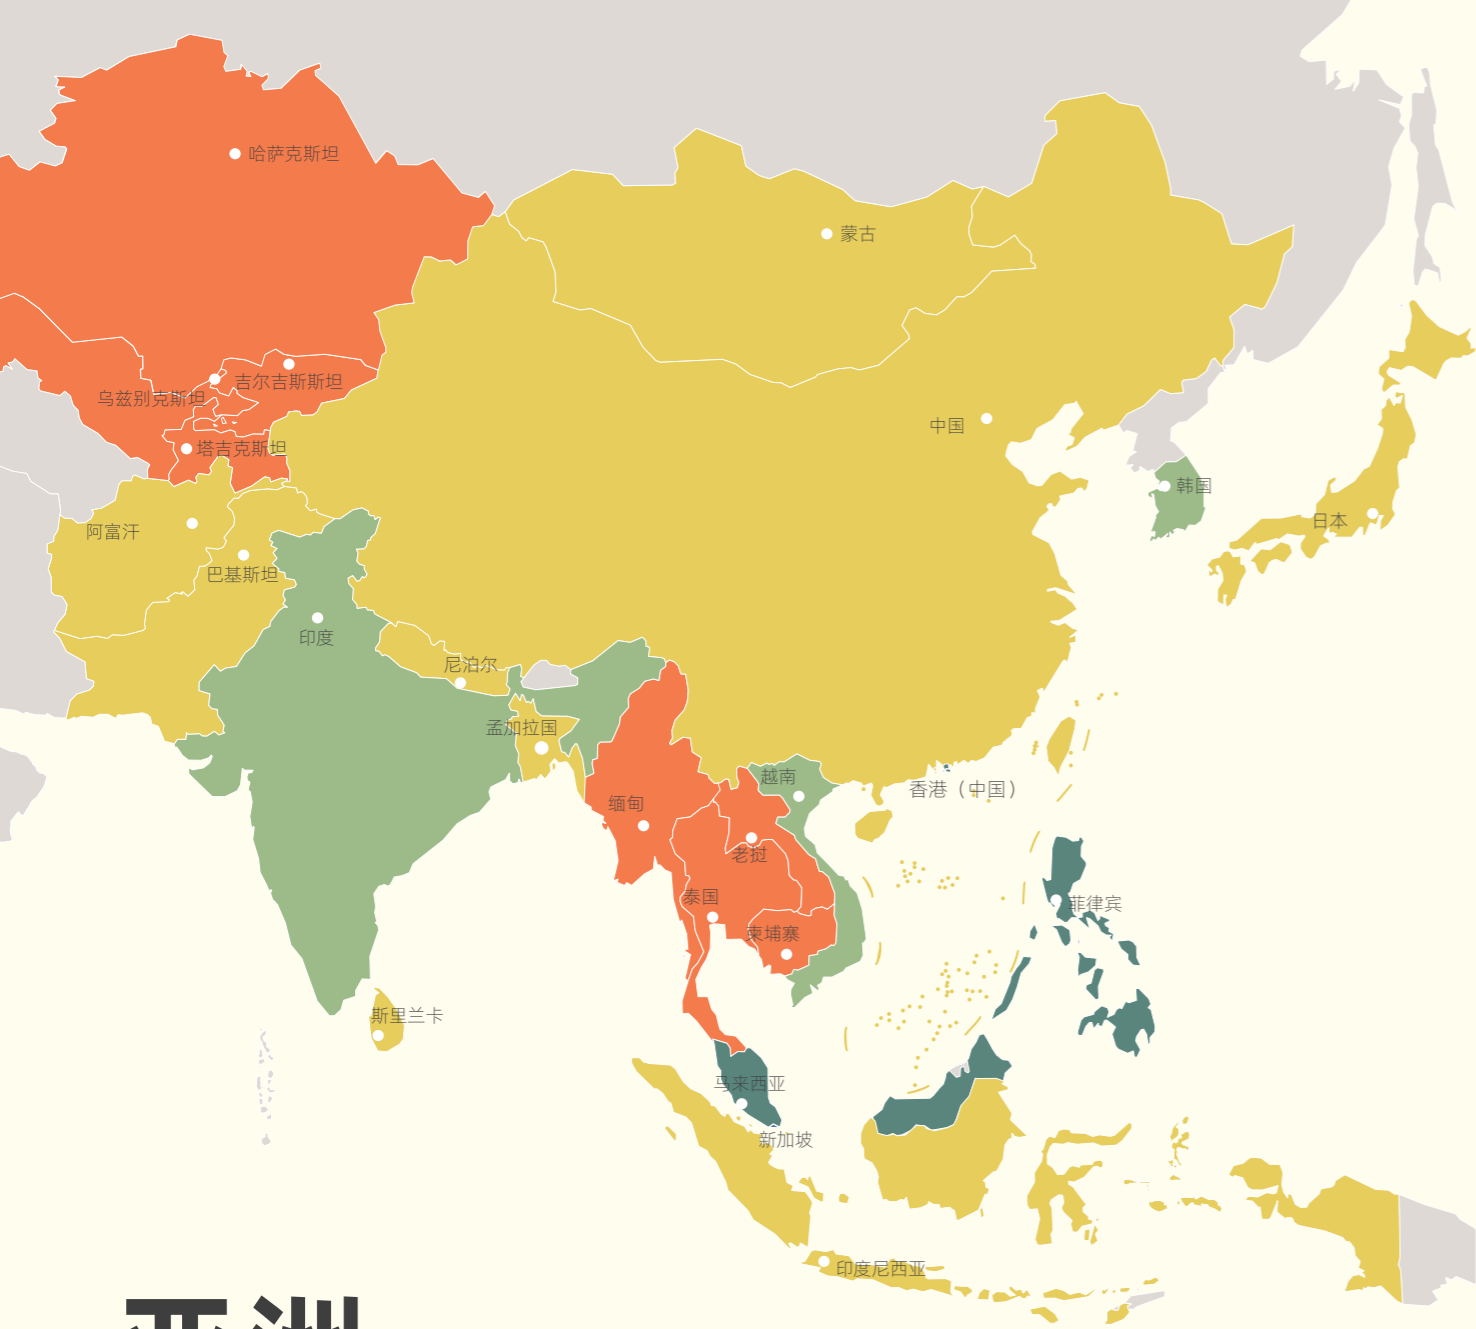 哈萨克斯坦
蒙古
吉尔吉斯斯坦
乌兹别克斯坦
中国
塔吉克斯坦
韩国
日本
阿富汗
巴基斯坦
印度
尼泊尔
孟加拉国
越南
香港（中国）
缅甸
老挝
泰国
菲律宾
柬埔寨
斯里兰卡
马来西亚
新加坡
印度尼西亚
亚洲